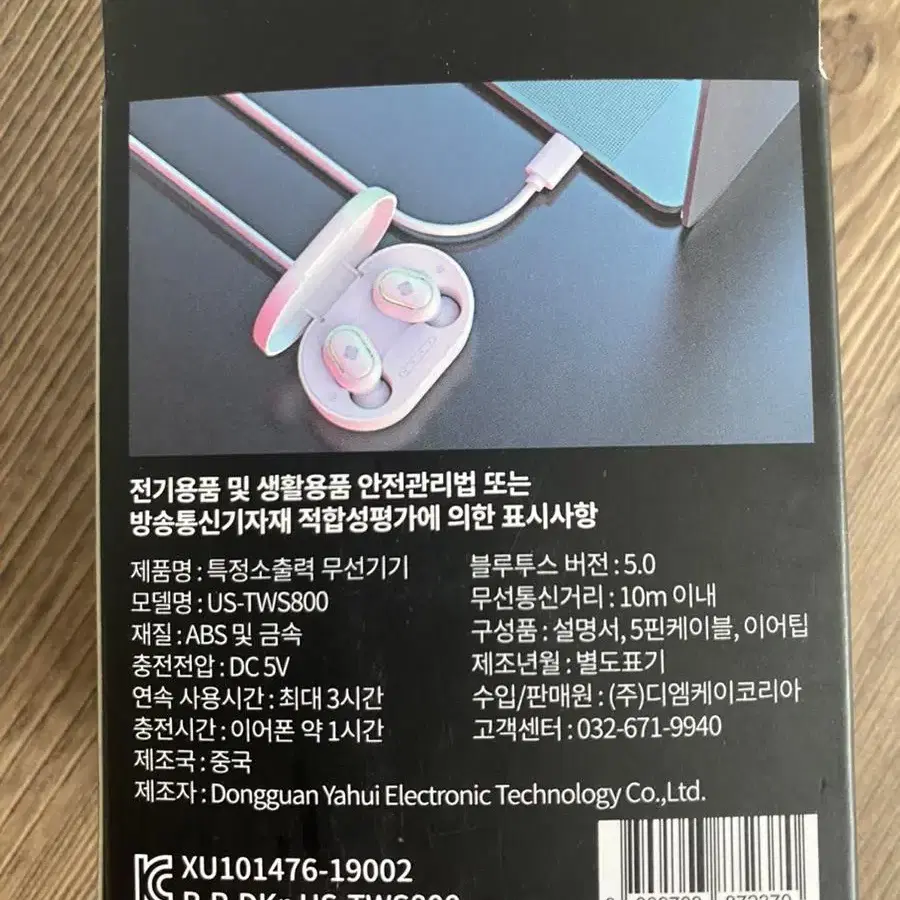 전기용품 및 생활용품 안전관리법 또는
방송통신기자재 적합성평가에 의한 표시사항
제품명 : 특정소출력 무선기기
모델명 : US-TWS800
재질 : ABS 및 금속
충전전압 : DC 5V
연속 사용시간 : 최대 3시간
충전시간 : 이어폰 약 1시간
제조국 : 중국
제조자 : Dongguan Yahui Electronic Technology Co.,Ltd.
블루투스 버전 : 5.0
무선통신거리 : 10m 이내
구성품 : 설명서, 5핀케이블, 이어팁
제조년월 : 별도표기
수입/판매원 : (주)디엠케이코리아
고객센터 : 032-671-9940
XU101476-19002